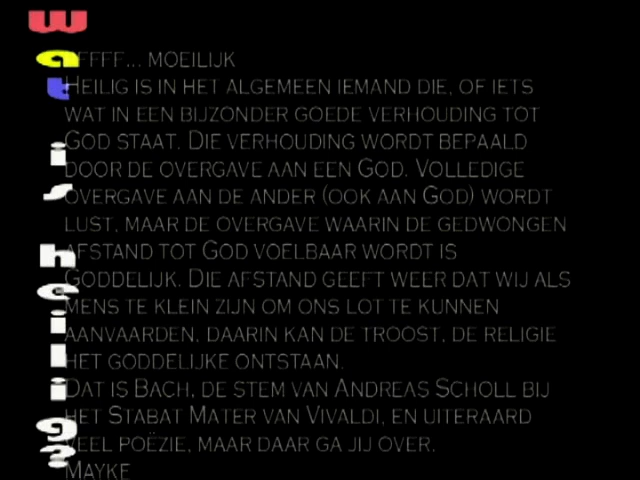 Wat is heilig?
FFFF... MOEILIJK
HEILIG IS IN HET ALGEMEEN IEMAND DIE, OF IETS
WAT IN EEN BIJZONDER GOEDE VERHOUDING TOT
GOD STAAT. DIE VERHOUDING WORDT BEPAALD
DOOR DE OVERGAVE AAN EEN GOD. VOLLEDIGE
OVERGAVE AAN DE ANDER (OOK AAN GOD) WORDT
LUST, MAAR DE OVERGAVE WAARIN DE GEDWONGEN
AFSTAND TOT GOD VOELBAAR WORDT IS
GODDELIJK. DIE AFSTAND GEEFT WEER DAT WIJ ALS
MENS TE KLEIN ZIJN OM ONS LOT TE KUNNEN
AANVAARDEN, DAARIN KAN DE TROOST, DE RELIGIE
HET GODDELIJKE ONTSTAAN.
DAT IS BACH, DE STEM VAN ANDREAS SCHOLL BIJ
HET STABAT MATER VAN VIVALDI, EN UITERAARD
VEEL POËZIE, MAAR DAAR GA JIJ OVER.
MAYKE